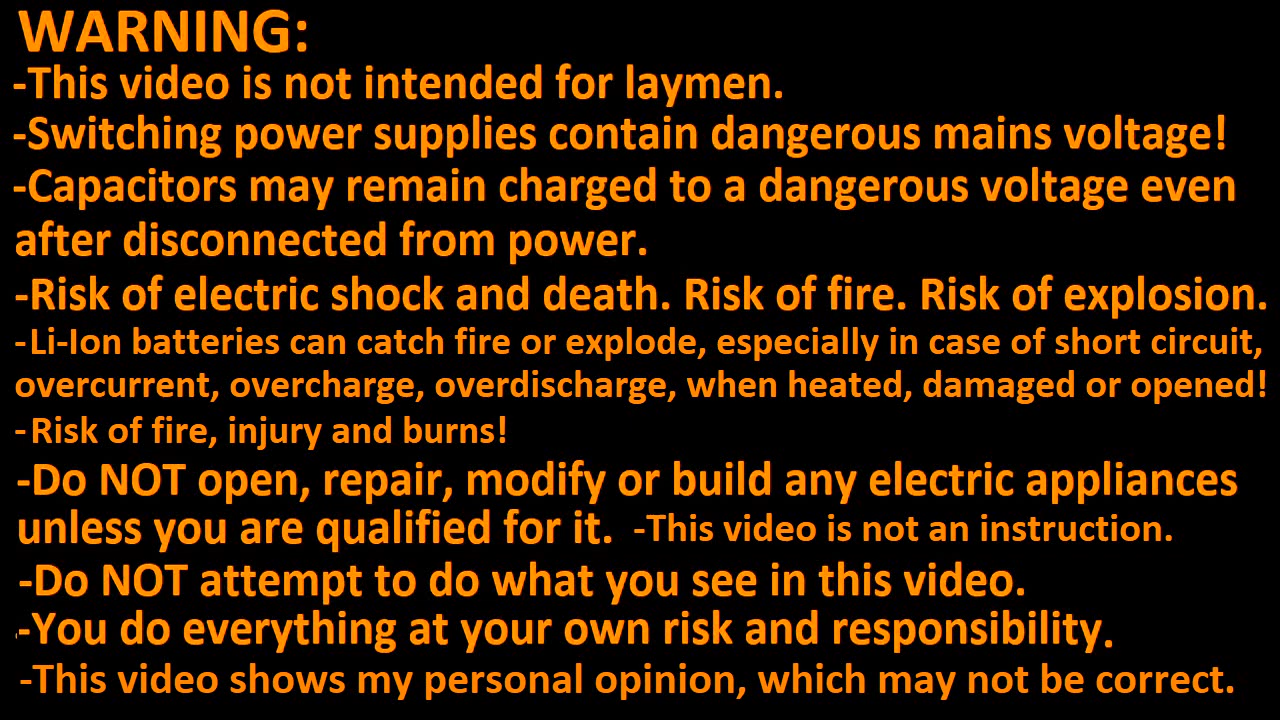 WARNING:
-This video is not intended for laymen.
-Switching power supplies contain dangerous mains voltage!
-Capacitors may remain charged to a dangerous voltage even
after disconnected from power.
-Risk of electric shock and death. Risk of fire. Risk of explosion.
-Li-Ion batteries can catch fire or explode, especially in case of short circuit,
overcurrent, overcharge, overdischarge, when heated, damaged or opened!
-Risk of fire, injury and burns!
-Do NOT open, repair, modify or build any electric appliances
unless you are qualified for it. -This video is not an instruction.
-Do NOT attempt to do what you see in this video.
-You do everything at your own risk and responsibility.
-This video shows my personal opinion, which may not be correct.